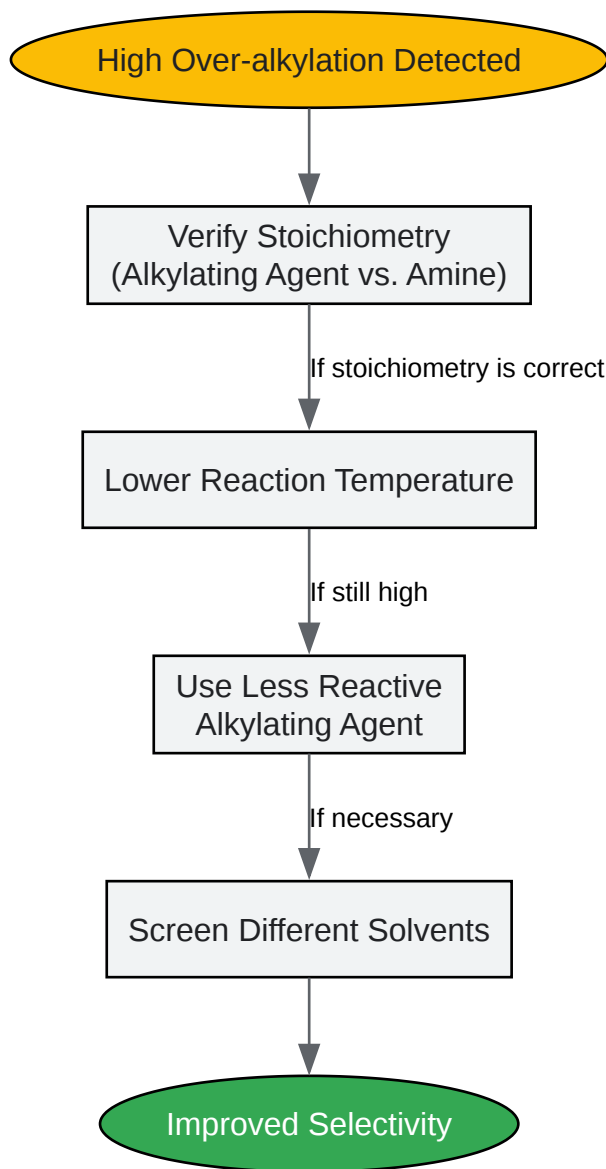 High Over-alkylation Detected
Verify Stoichiometry
(Alkylating Agent vs. Amine)
If stoichiometry is correct
Lower Reaction Temperature
If still high
Use Less Reactive
Alkylating Agent
If necessary
Screen Different Solvents
Improved Selectivity